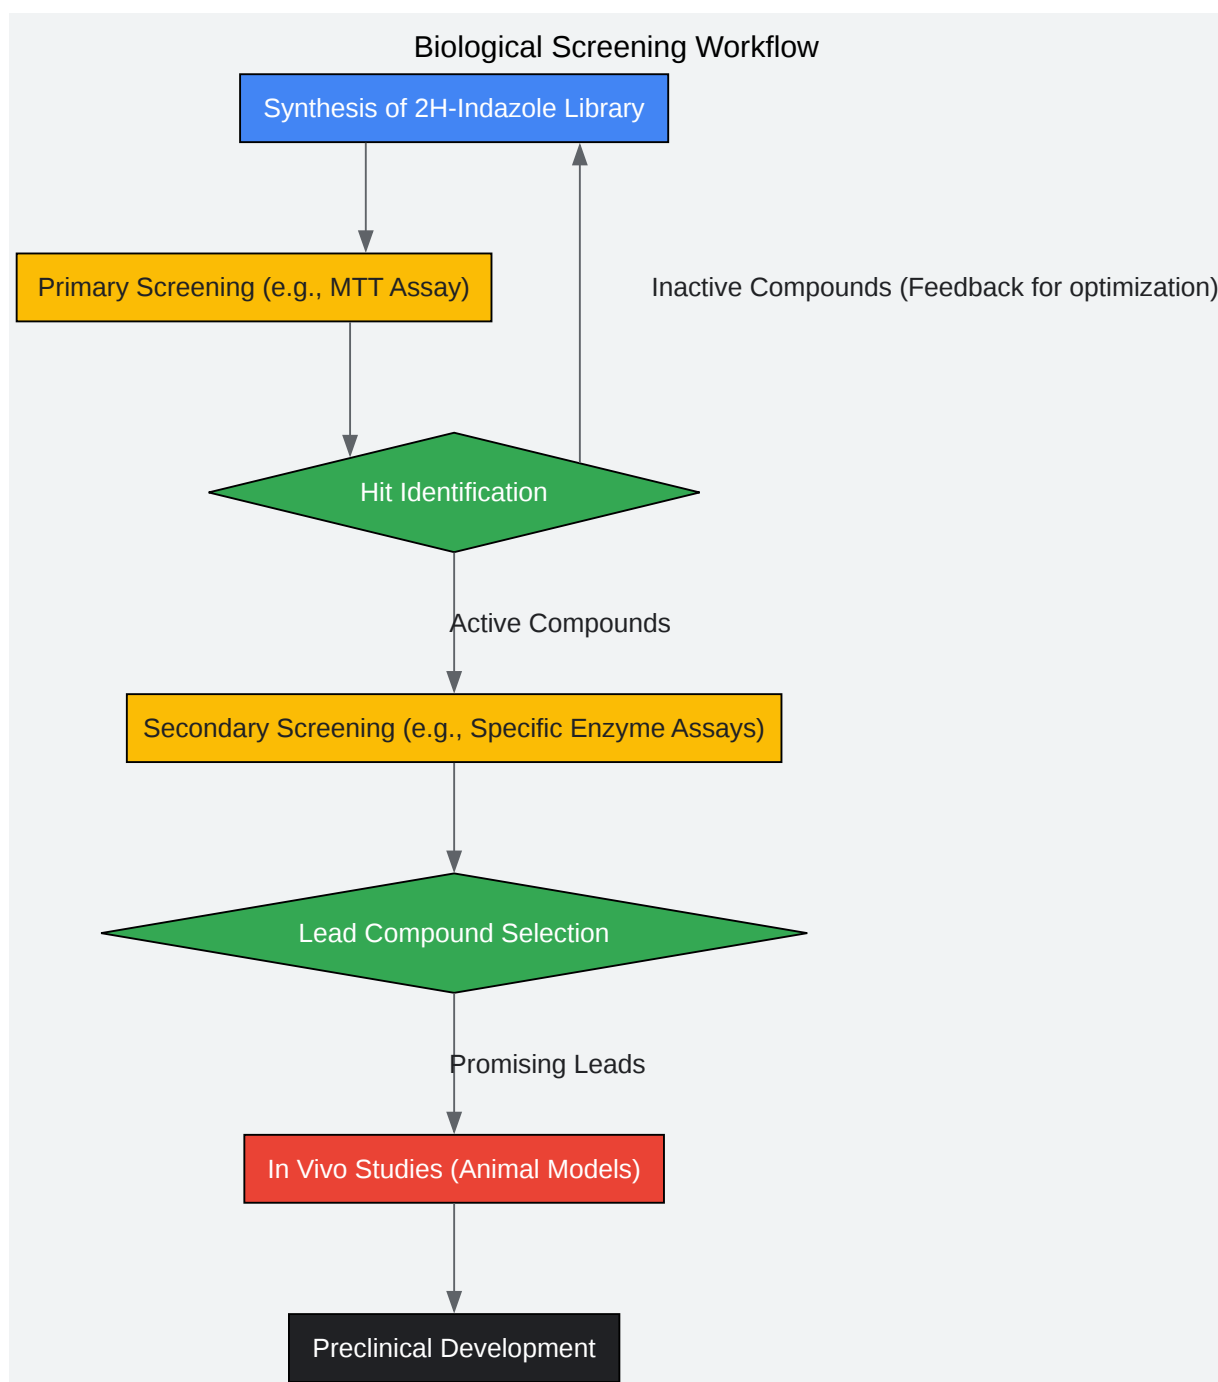 Biological Screening Workflow
Synthesis of 2H-Indazole Library
Primary Screening (e.g., MTT Assay)
Inactive Compounds (Feedback for optimization)
Hit Identification
Active Compounds
Secondary Screening (e.g., Specific Enzyme Assays)
Lead Compound Selection
Promising Leads
In Vivo Studies (Animal Models)
Preclinical Development